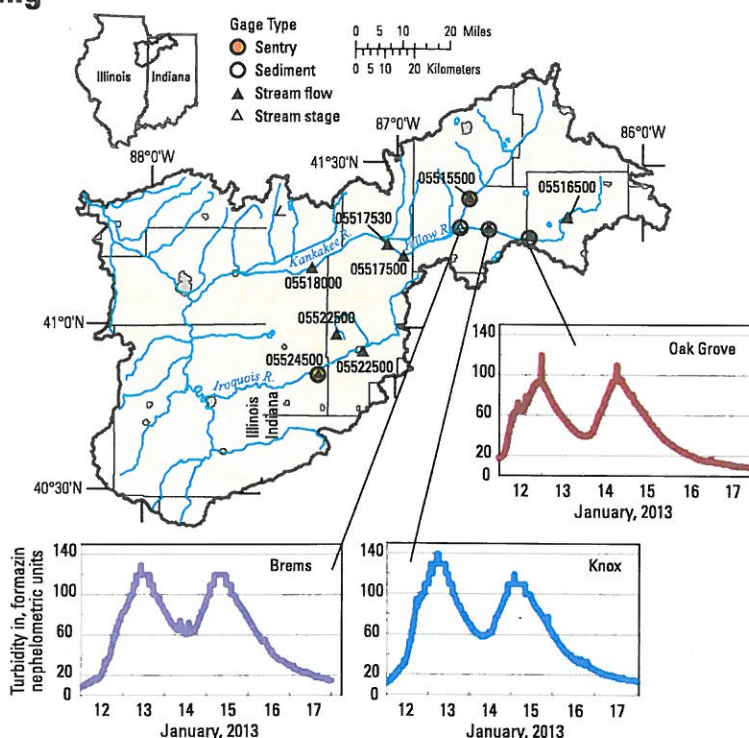 Gage Type
Sentry
Sediment
Stream flow
Stream stage
0 5 10 20 Miles
0 5 10 20 Kilometers
Illinois
Indiana
88°0'W
87°0'W
86°0'W
41°30'N
41°0'N
40°30'N
05515500
05516500
05517530
05517500
05518000
05522500
05522500
05524500
Kankakee R.
Yellow R.
Iroquois R.
Illinois
Indiana
Oak Grove
140
100
60
20
0
12 13 14 15 16 17
January, 2013
Turbidity in, formazin
nephelometric units
Brems
140
100
60
20
0
12 13 14 15 16 17
January, 2013
Knox
140
100
60
20
0
12 13 14 15 16 17
January, 2013